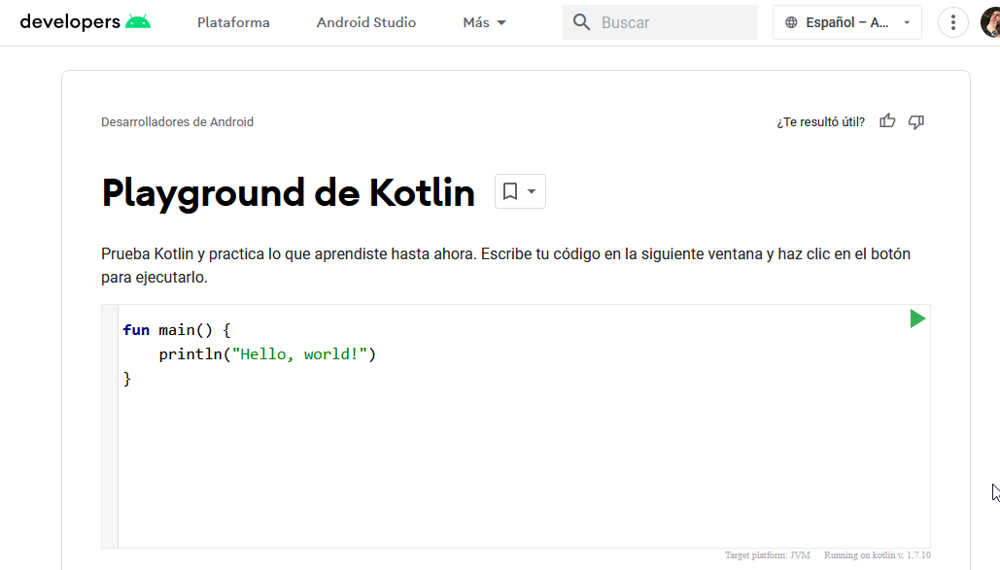 developers Plataforma Android Studio Más Buscar Español – A...
Desarrolladores de Android ¿Te resultó útil?
Playground de Kotlin
Prueba Kotlin y practica lo que aprendiste hasta ahora. Escribe tu código en la siguiente ventana y haz clic en el botón
para ejecutarlo.
fun main() {
    println("Hello, world!")
}
Target platform: JVM Running on kotlin v. 1.7.10